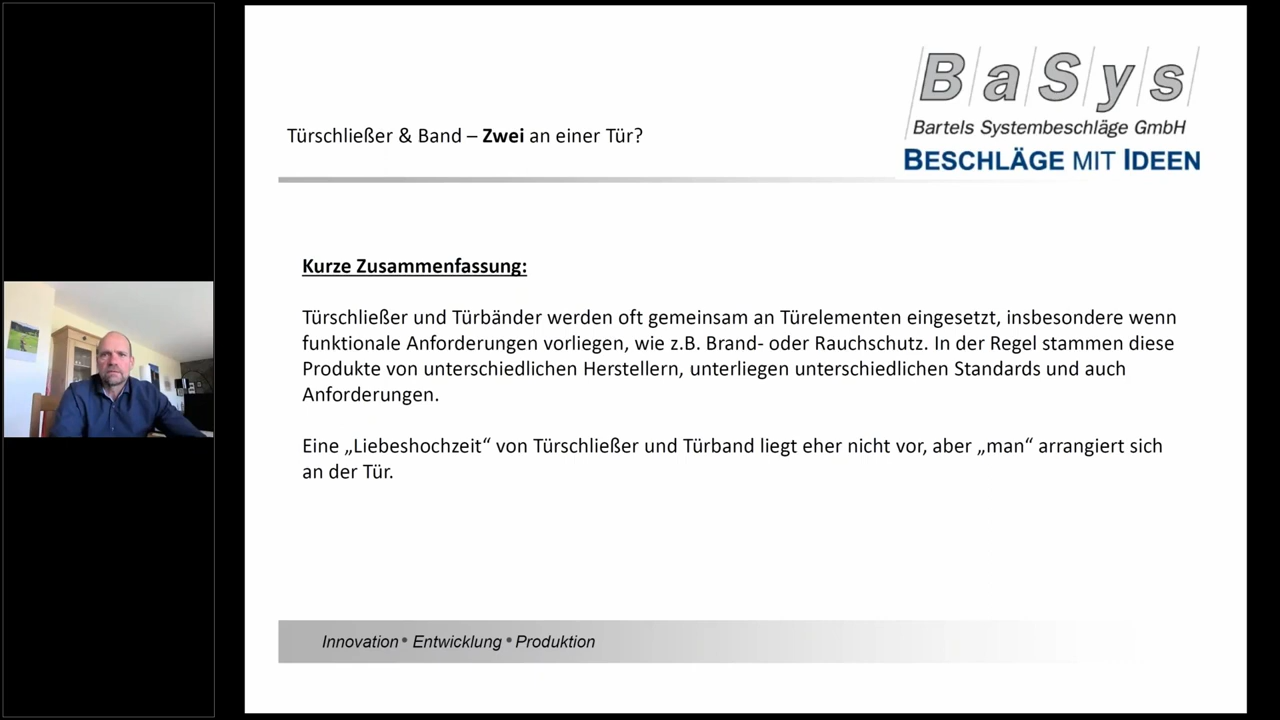 BaSys
Bartels Systembeschläge GmbH
BESCHLÄGE MIT IDEEN
Türschließer & Band – Zwei an einer Tür?
Kurze Zusammenfassung:
Türschließer und Türbänder werden oft gemeinsam an Türelementen eingesetzt, insbesondere wenn
funktionale Anforderungen vorliegen, wie z.B. Brand- oder Rauchschutz. In der Regel stammen diese
Produkte von unterschiedlichen Herstellern, unterliegen unterschiedlichen Standards und auch
Anforderungen.
Eine „Liebeshochzeit“ von Türschließer und Türband liegt eher nicht vor, aber „man“ arrangiert sich
an der Tür.
Innovation • Entwicklung • Produktion